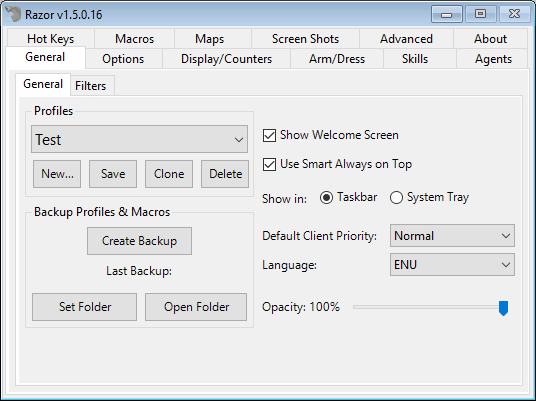 Razor v1.5.0.16
Hot Keys Macros Maps Screen Shots Advanced About
General Options Display/Counters Arm/Dress Skills Agents
General Filters
Profiles
Test
New... Save Clone Delete
Backup Profiles & Macros
Create Backup
Last Backup:
Set Folder Open Folder
Show Welcome Screen
Use Smart Always on Top
Show in: Taskbar System Tray
Default Client Priority: Normal
Language: ENU
Opacity: 100%